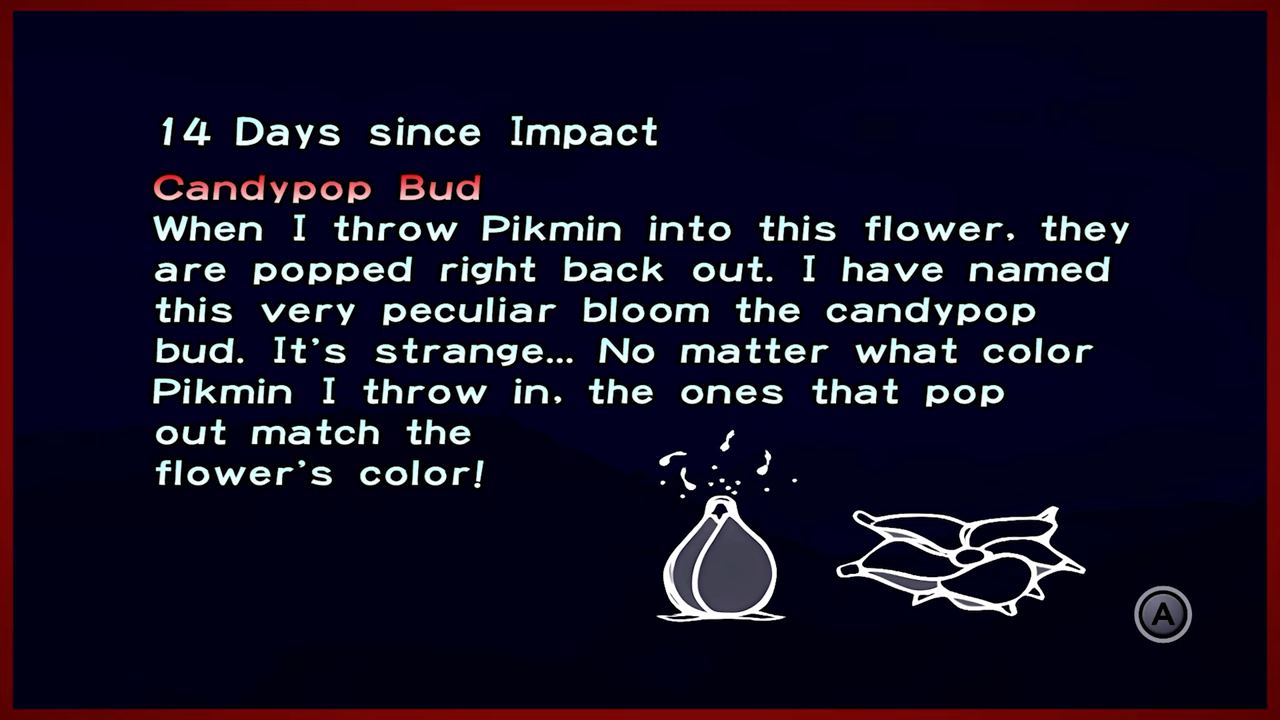 14 Days since Impact
Candypop Bud
When I throw Pikmin into this flower, they
are popped right back out. I have named
this very peculiar bloom the candypop
bud. It's strange... No matter what color
Pikmin I throw in, the ones that pop
out match the
flower's color!
A